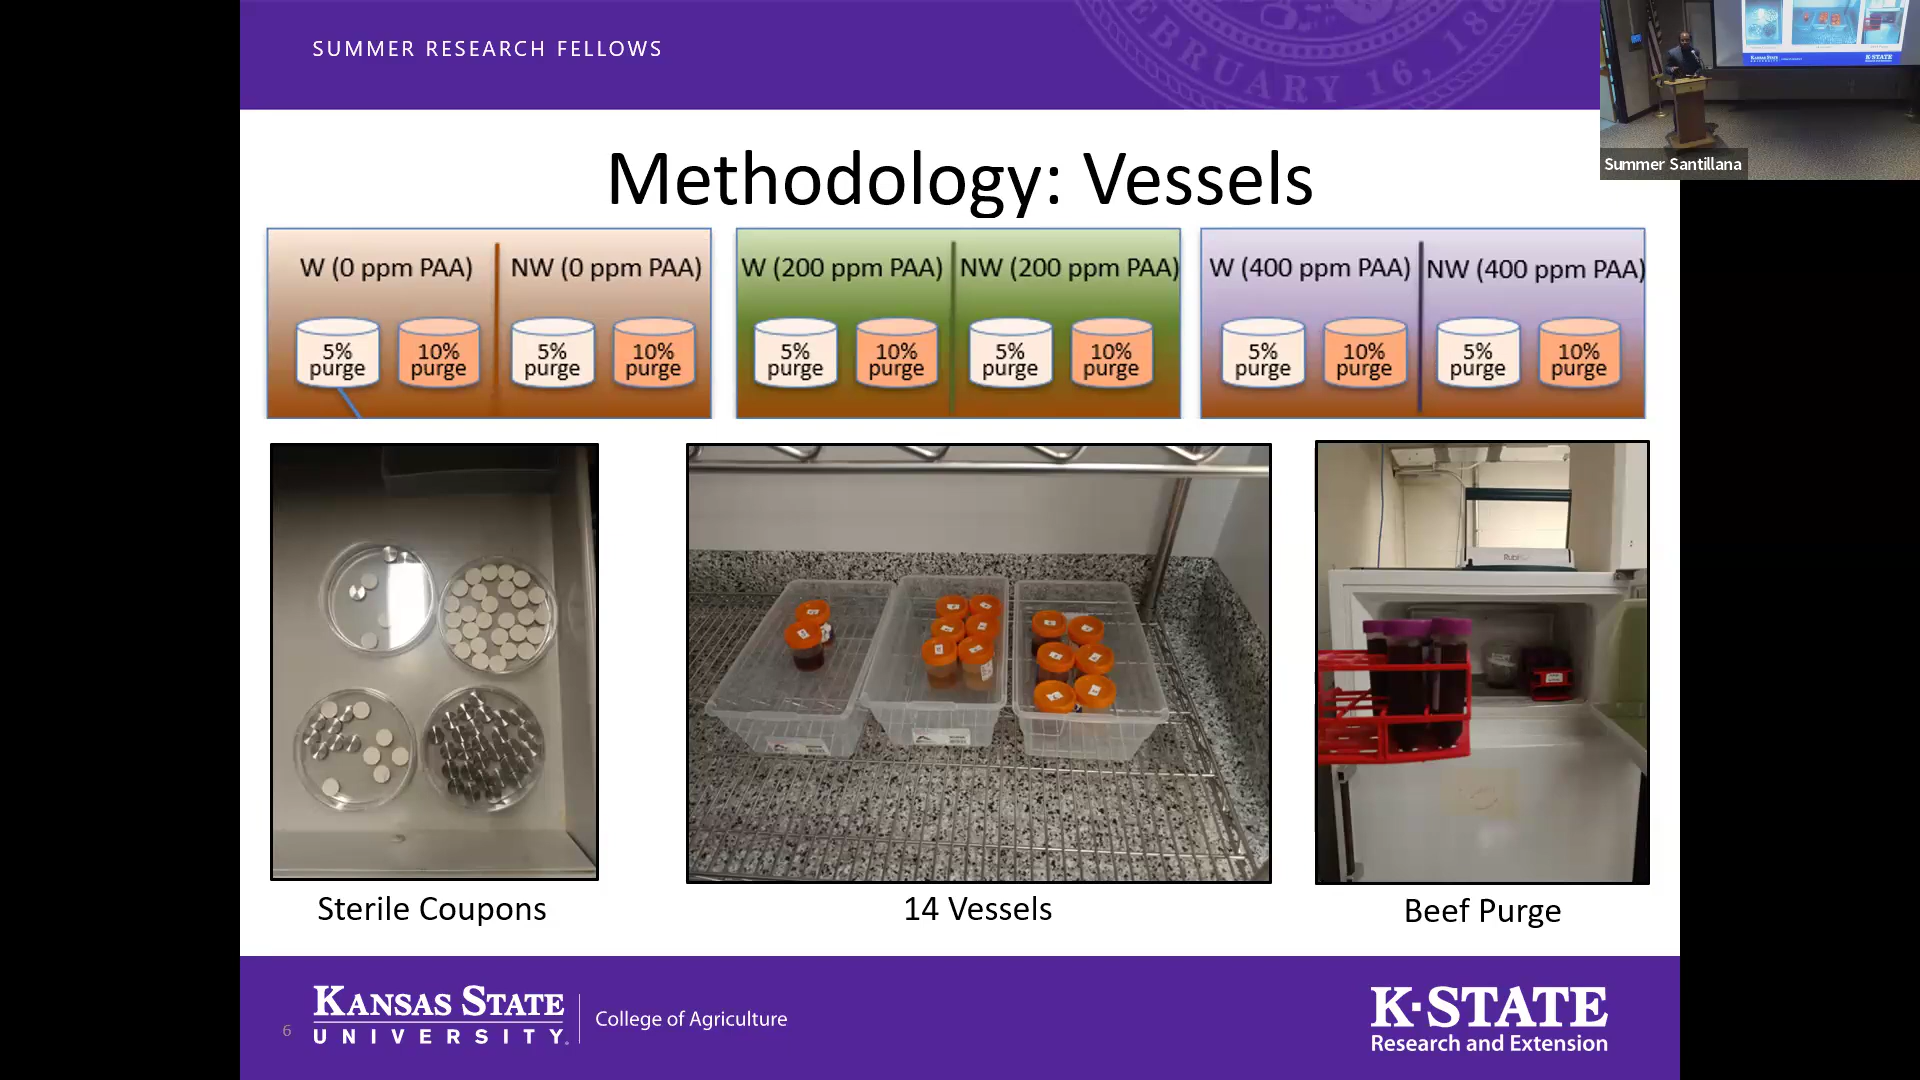 SUMMER RESEARCH FELLOWS
BRUARY 16, 186
Summer Santillana
Methodology: Vessels
W (0 ppm PAA)
NW (0 ppm PAA)
5%
purge
10%
purge
5%
purge
10%
purge
W (200 ppm PAA)
NW (200 ppm PAA)
5%
purge
10%
purge
5%
purge
10%
purge
W (400 ppm PAA)
NW (400 ppm PAA)
5%
purge
10%
purge
5%
purge
10%
purge
Sterile Coupons
14 Vessels
Beef Purge
6
KANSAS STATE
UNIVERSITY
College of Agriculture
K-STATE
Research and Extension